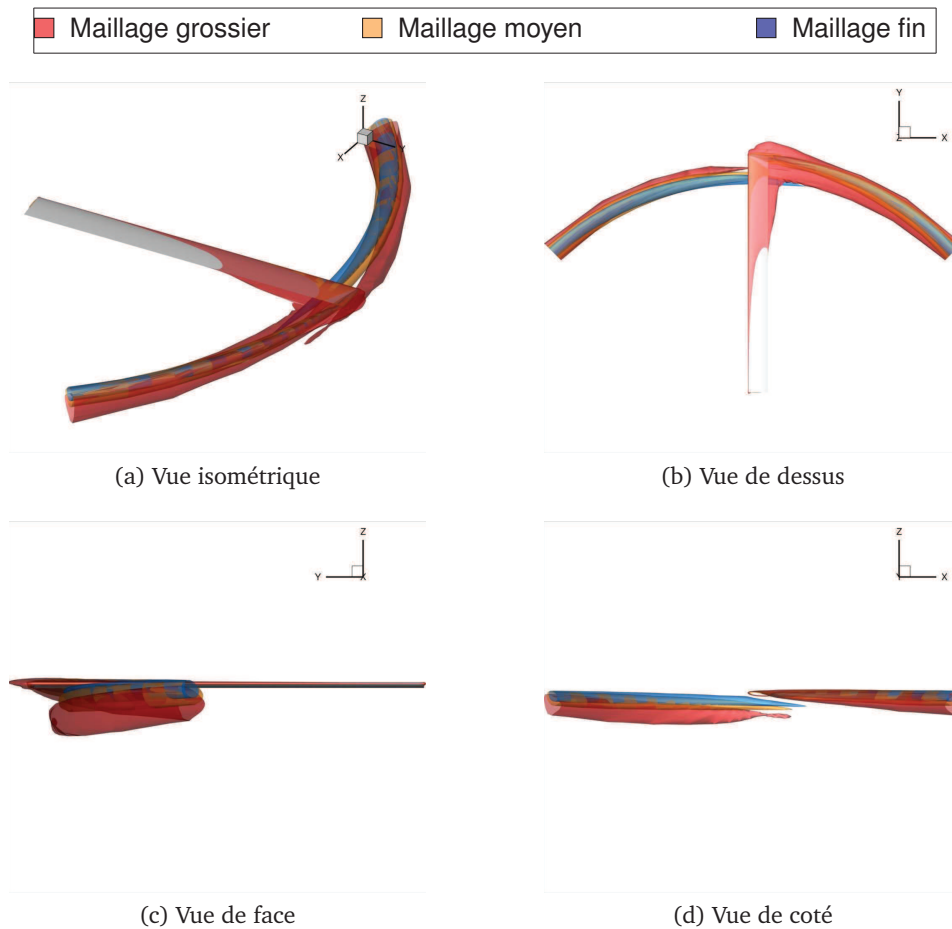 Maillage grossier Maillage moyen Maillage fin
Z
X
Y
(a) Vue isométrique
Y
Z X
(b) Vue de dessus
Z
Y X
(c) Vue de face
Z
Y X
(d) Vue de coté